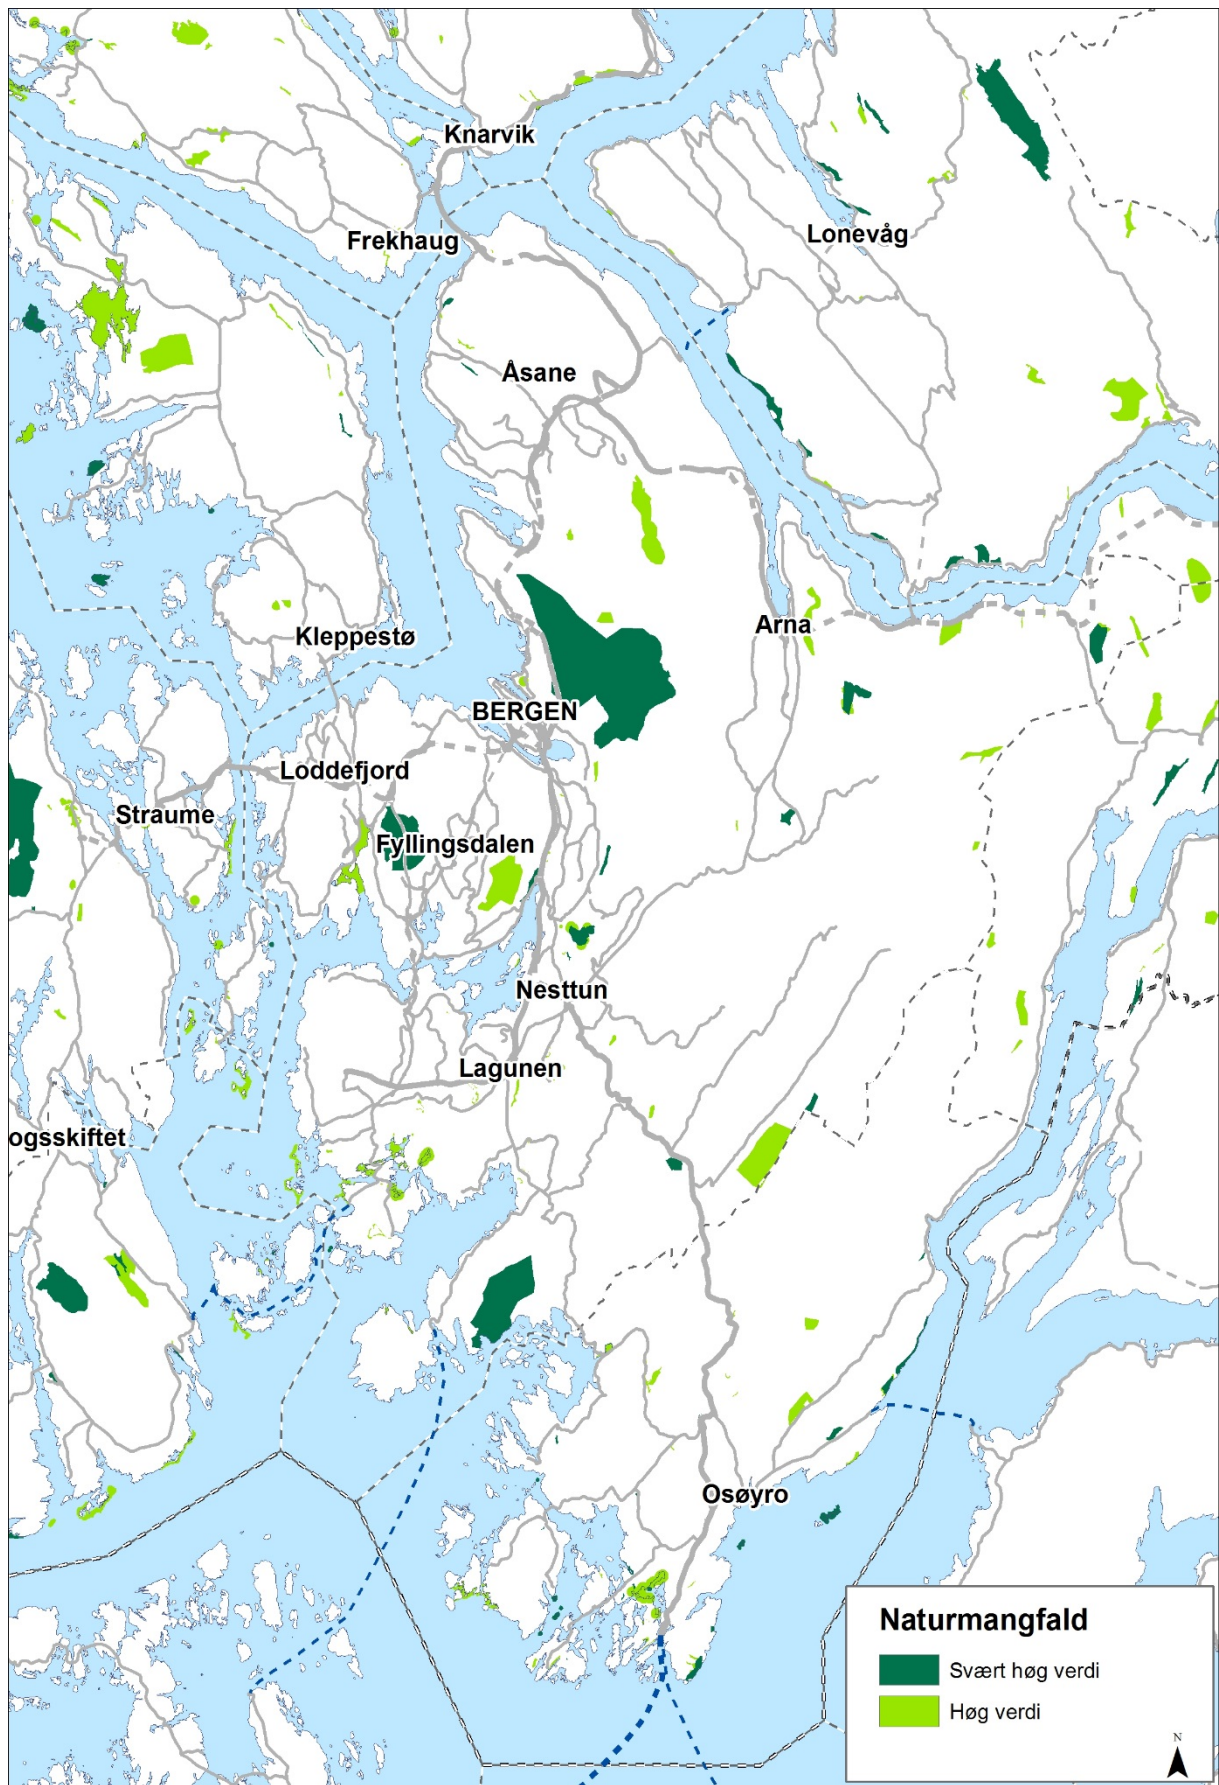 Knarvik
Frekhaug
Lonevåg
Åsane
Arna
Kleppestø
BERGEN
Loddefjord
Straume
Fyllingsdalen
Nesttun
Lagunen
ogsskiftet
Osøyro
Naturmangfald
Svært høg verdi
Høg verdi
N